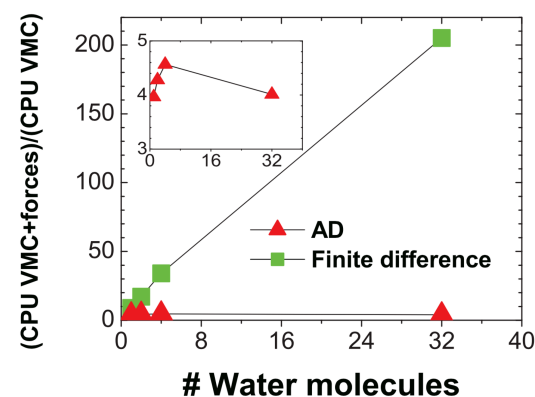 (CPU VMC+forces)/(CPU VMC)
200
150
100
50
0
5
4
3
0 16 32
AD
Finite difference
0 8 16 24 32 40
# Water molecules